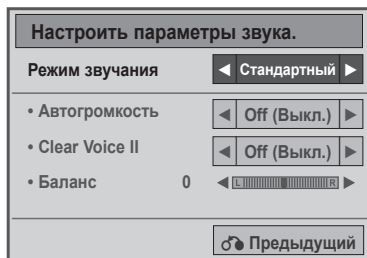 Настроить параметры звука.
Режим звучания ◄ Стандартный ►
• Автогромкость ◄ Off (Выкл.) ►
• Clear Voice II ◄ Off (Выкл.) ►
• Баланс 0 ◄ L R ►
Предыдущий